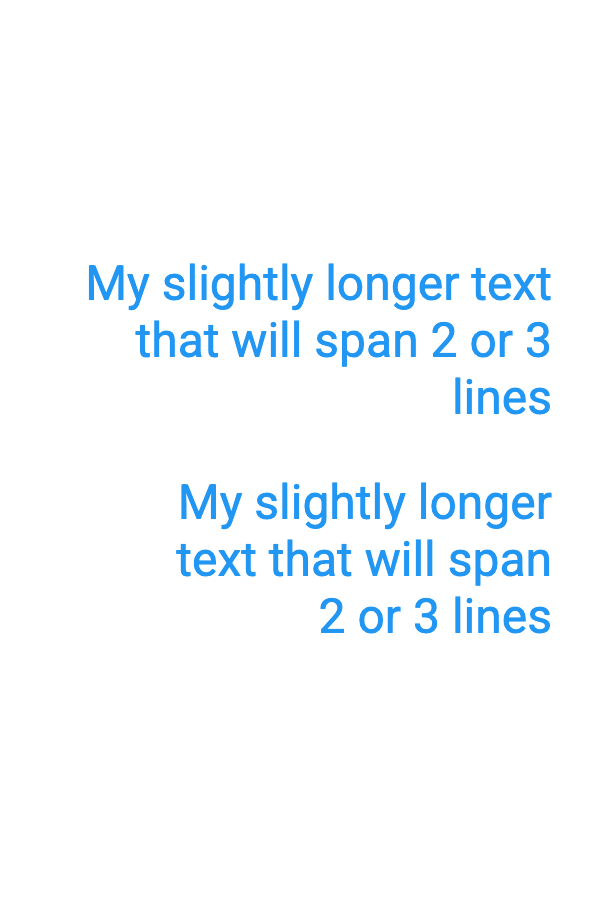 My slightly longer text
that will span 2 or 3
lines
My slightly longer
text that will span
2 or 3 lines